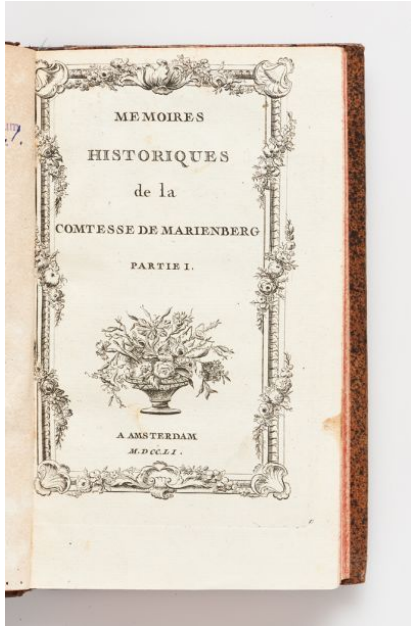 MEMOIRES
HISTORIQUES
de la
COMTESSE DE MARIENBERG
PARTIE I.
A AMSTERDAM
M.DCC.LI.